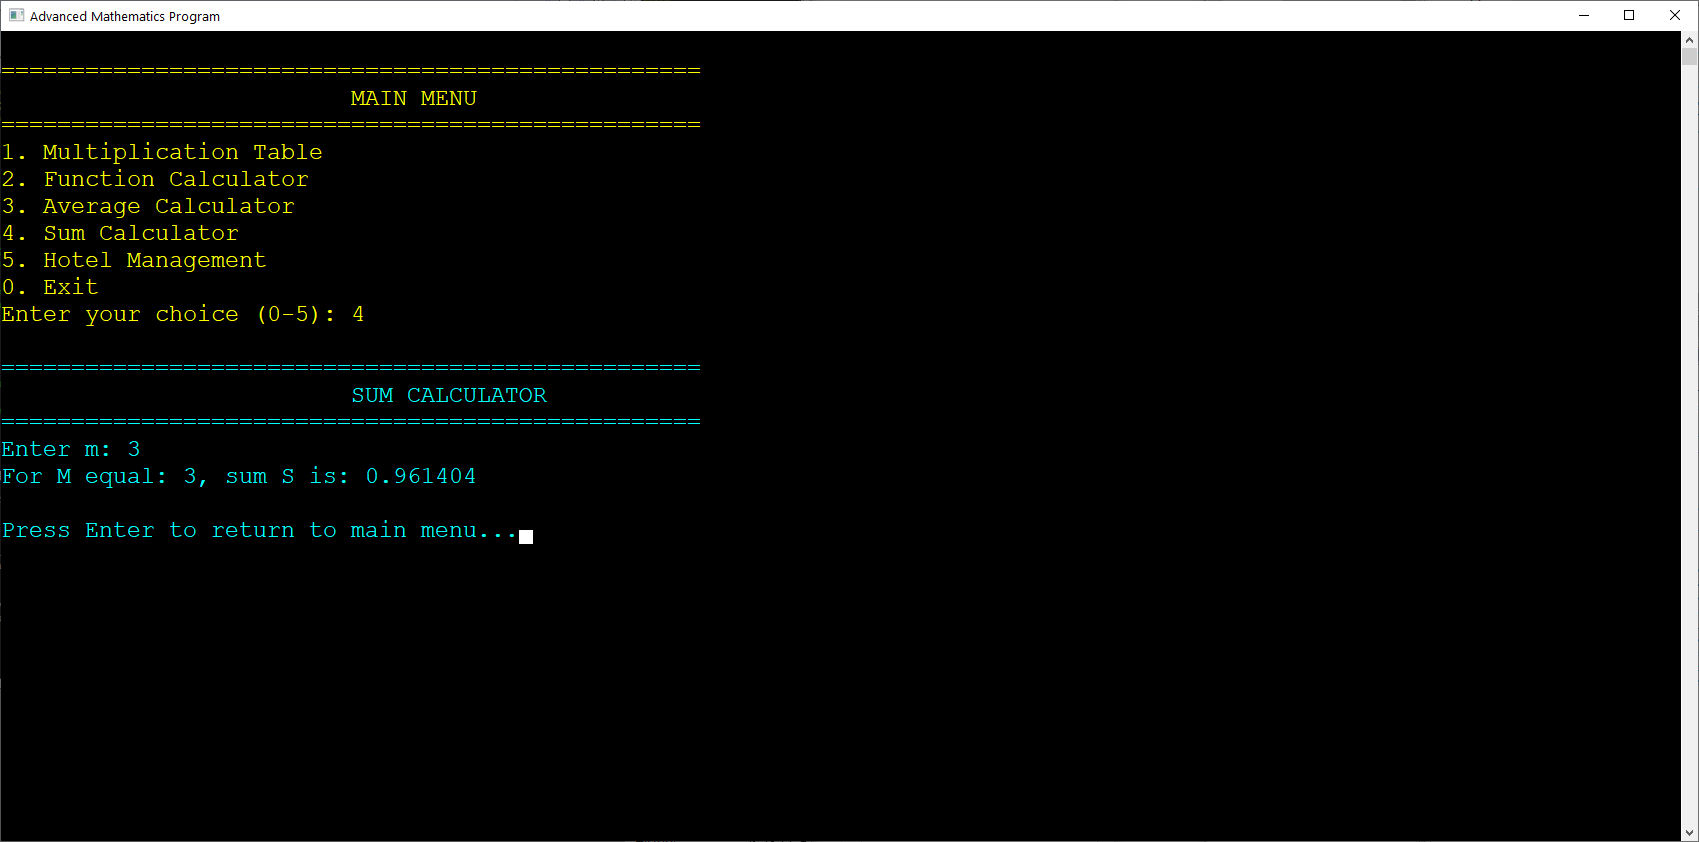 Advanced Mathematics Program
==================================================
MAIN MENU
==================================================
1. Multiplication Table
2. Function Calculator
3. Average Calculator
4. Sum Calculator
5. Hotel Management
0. Exit
Enter your choice (0-5): 4
==================================================
SUM CALCULATOR
==================================================
Enter m: 3
For M equal: 3, sum S is: 0.961404
Press Enter to return to main menu...